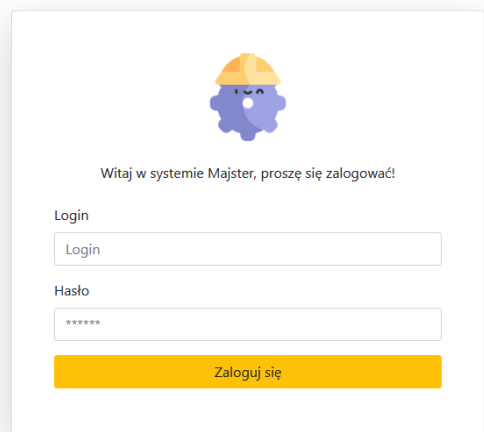 Witaj w systemie Majster, proszę się zalogować!
Login
Login
Hasło
******
Zaloguj się